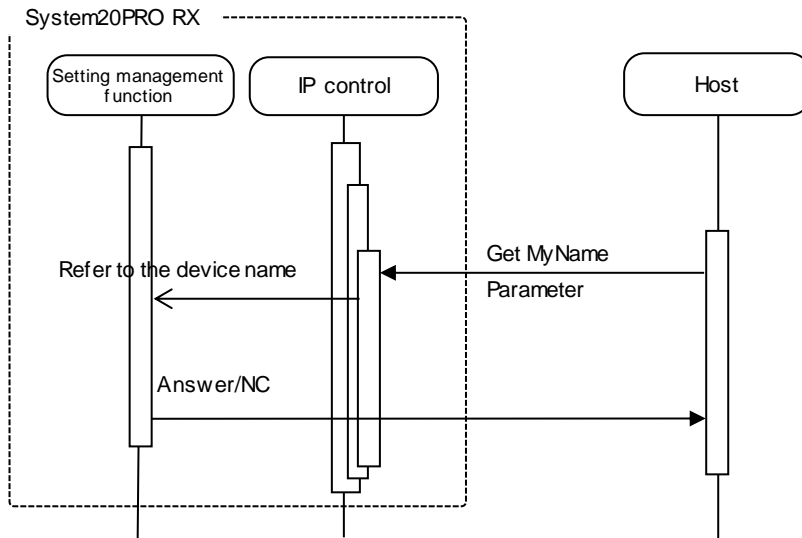 System20PRO RX
Setting management
function
IP control
Host
Get MyName
Refer to the device name
Parameter
Answer/NC